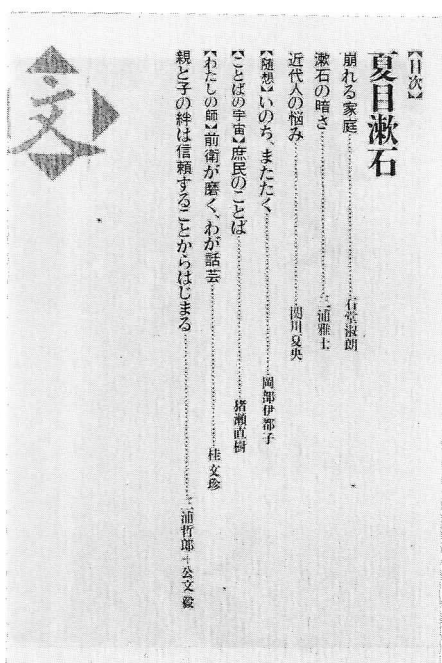 【目次】
夏目漱石
崩れる家庭……………石堂淑朗
漱石の暗さ……………三浦雅士
近代人の悩み……………関川夏央
【随想】いのち、またたく……………岡部伊都子
【ことばの宇宙】庶民のことば……………猪瀬直樹
【わたしの師】前衛が磨く、わが話芸……………桂文珍
親と子の絆は信頼することからはじまる……………三浦哲郎＋公文毅
文